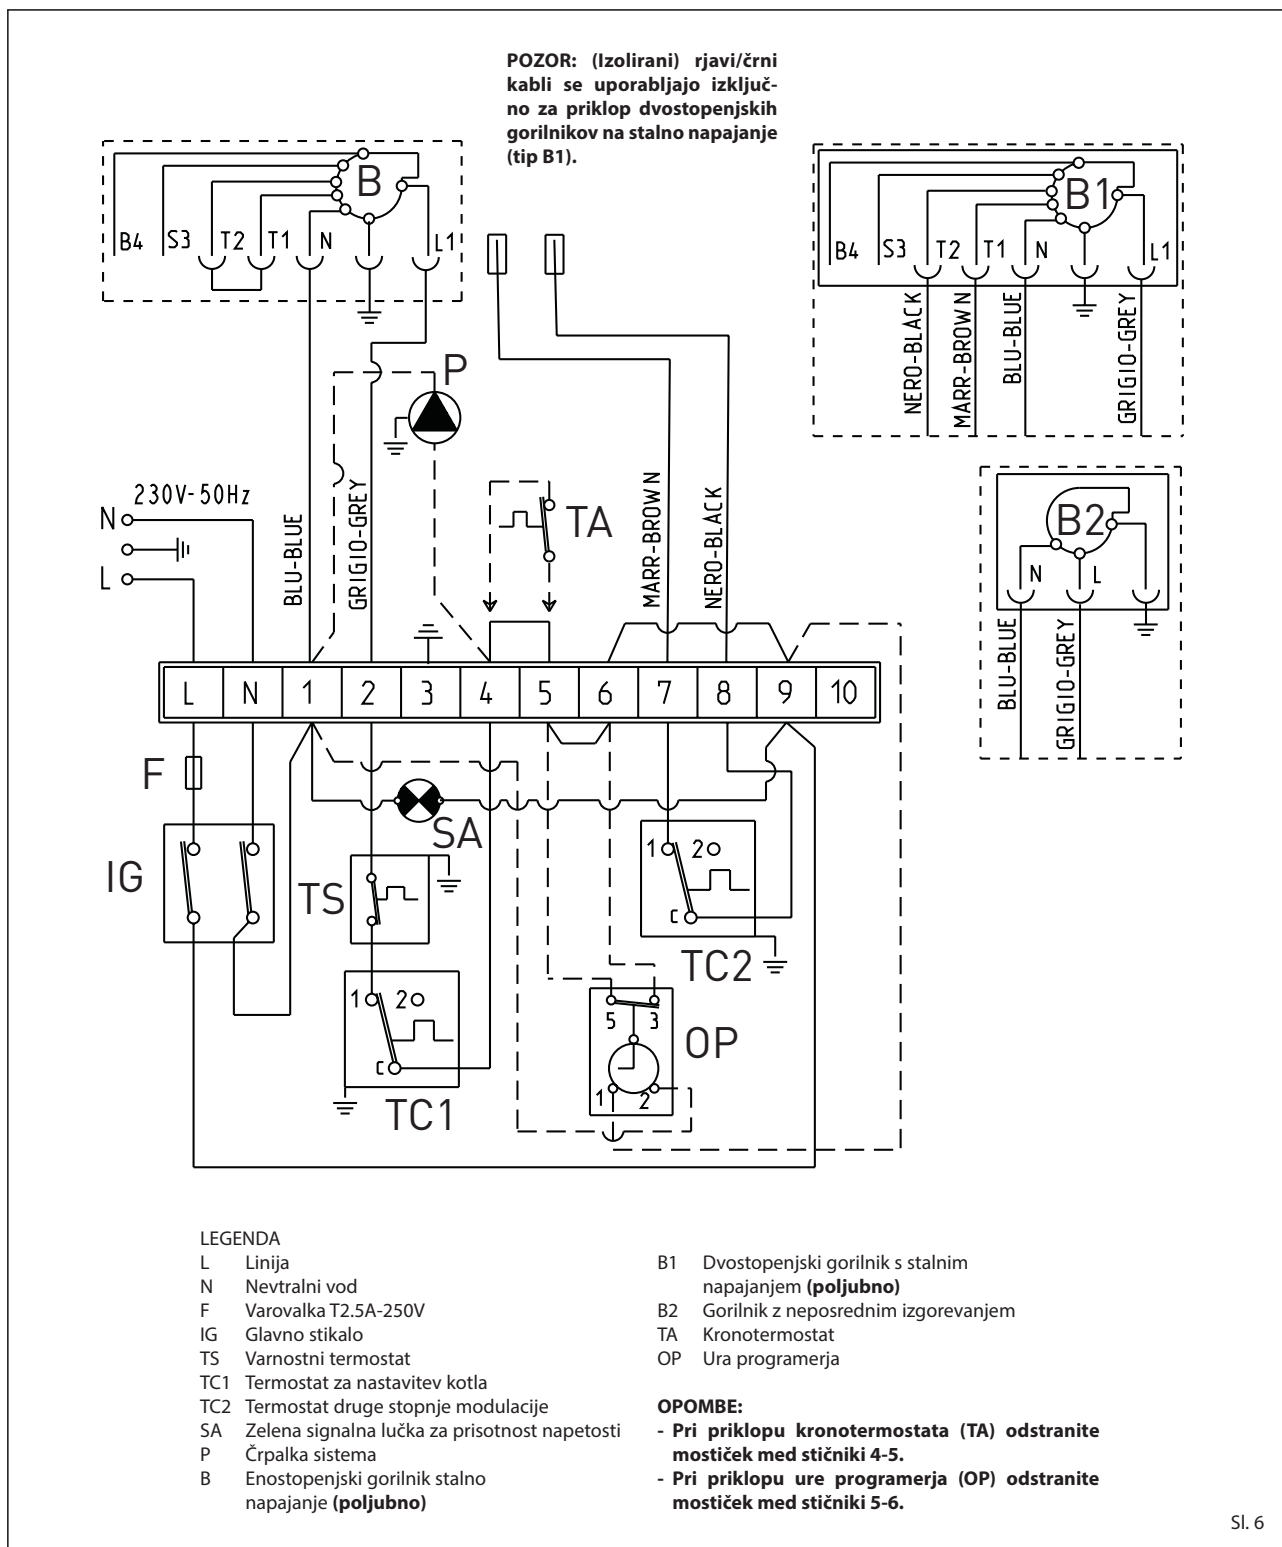 POZOR: (Izolirani) rjavi/črni
kabli se uporabljajo izključ-
no za priklop dvostopenjskih
gorilnikov na stalno napajanje
(tip B1).
B
B4 S3 T2 T1 N L1
B1
B4 S3 T2 T1 N L1
NERO-BLACK
MARR-BROWN
BLU-BLUE
GRIGIO-GREY
P
230V-50Hz
N
L
BLU-BLUE
GRIGIO-GREY
TA
MARR-BROWN
NERO-BLACK
B2
N L
BLU-BLUE
GRIGIO-GREY
L N 1 2 3 4 5 6 7 8 9 10
F
SA
IG
TS
1 2
C
TC2
1 2
C
TC1
5 3
OP
1 2
LEGENDA
L Linija
N Nevtralni vod
F Varovalka T2.5A-250V
IG Glavno stikalo
TS Varnostni termostat
TC1 Termostat za nastavitev kotla
TC2 Termostat druge stopnje modulacije
SA Zelena signalna lučka za prisotnost napetosti
P Črpalka sistema
B Enostopenjski gorilnik stalno
napajanje (poljubno)
B1 Dvostopenjski gorilnik s stalnim
napajanjem (poljubno)
B2 Gorilnik z neposrednim izgorevanjem
TA Kronotermostat
OP Ura programerja
OPOMBE:
- Pri priklopu kronotermostata (TA) odstranite
mostiček med stičniki 4-5.
- Pri priklopu ure programerja (OP) odstranite
mostiček med stičniki 5-6.
Sl. 6